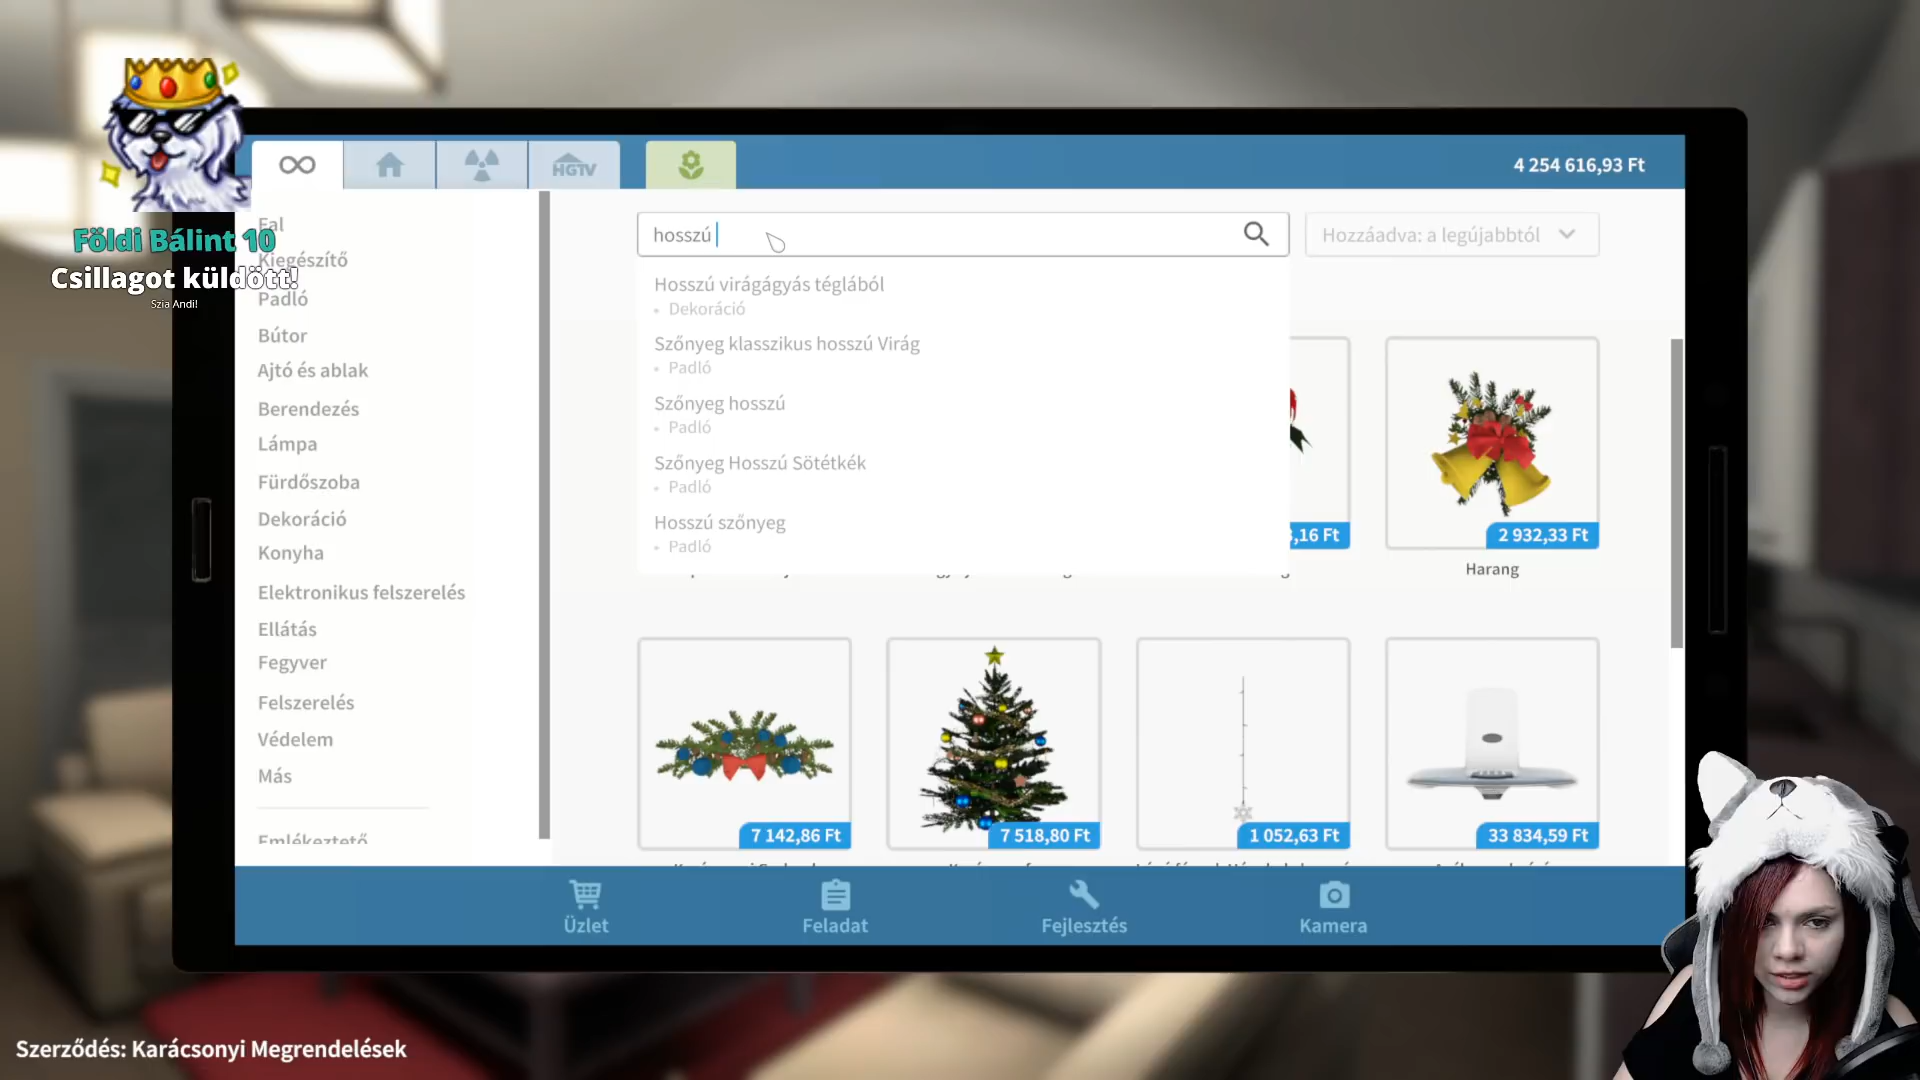 HGTV
4 254 616,93 Ft
Földi Bálint 10
Csillagot küldött!
Szia Andi!
Fal
Kiegészítő
Padló
Bútor
Ajtó és ablak
Berendezés
Lámpa
Fürdőszoba
Dekoráció
Konyha
Elektronikus felszerelés
Ellátás
Fegyver
Felszerelés
Védelem
Más
Emlékeztető
hosszú
Hozzáadva: a legújabbtól
Hosszú virágágyás téglából
• Dekoráció
Szőnyeg klasszikus hosszú Virág
• Padló
Szőnyeg hosszú
• Padló
Szőnyeg Hosszú Sötétkék
• Padló
Hosszú szőnyeg
• Padló
,16 Ft
2 932,33 Ft
Harang
7 142,86 Ft
7 518,80 Ft
1 052,63 Ft
33 834,59 Ft
Üzlet
Feladat
Fejlesztés
Kamera
Szerződés: Karácsonyi Megrendelések